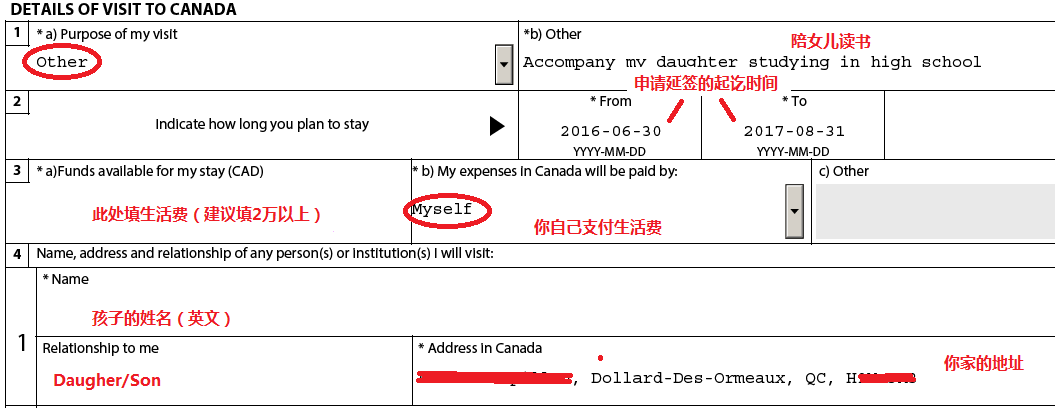 DETAILS OF VISIT TO CANADA
1 * a) Purpose of my visit
Other
*b) Other
陪女儿读书
Accompany my daughter studying in high school
申请延签的起讫时间
2
Indicate how long you plan to stay
* From
2016-06-30
YYYY-MM-DD
* To
2017-08-31
YYYY-MM-DD
3 * a)Funds available for my stay (CAD)
此处填生活费（建议填2万以上）
* b) My expenses in Canada will be paid by:
Myself
你自己支付生活费
c) Other
4 Name, address and relationship of any person(s) or institution(s) I will visit:
1
* Name
孩子的姓名（英文）
Relationship to me
Daugher/Son
* Address in Canada
你家的地址
, Dollard-Des-Ormeaux, QC,